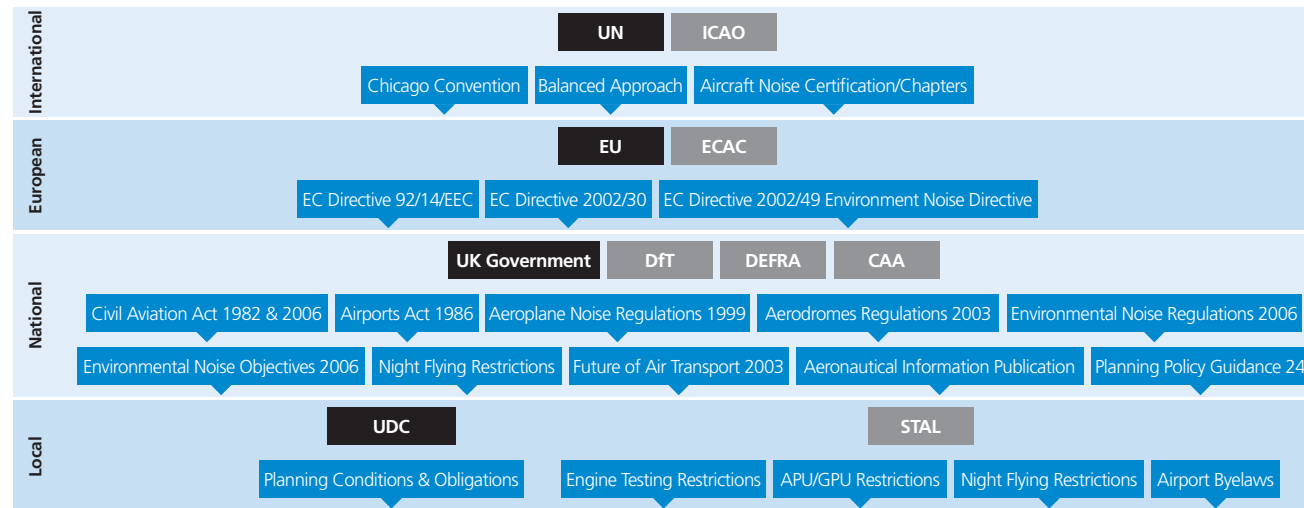 International
UN ICAO
Chicago Convention Balanced Approach Aircraft Noise Certification/Chapters
European
EU ECAC
EC Directive 92/14/EEC EC Directive 2002/30 EC Directive 2002/49 Environment Noise Directive
National
UK Government DfT DEFRA CAA
Civil Aviation Act 1982 & 2006 Airports Act 1986 Aeroplane Noise Regulations 1999 Aerodromes Regulations 2003 Environmental Noise Regulations 2006
Environmental Noise Objectives 2006 Night Flying Restrictions Future of Air Transport 2003 Aeronautical Information Publication Planning Policy Guidance 24
Local
UDC STAL
Planning Conditions & Obligations Engine Testing Restrictions APU/GPU Restrictions Night Flying Restrictions Airport Byelaws